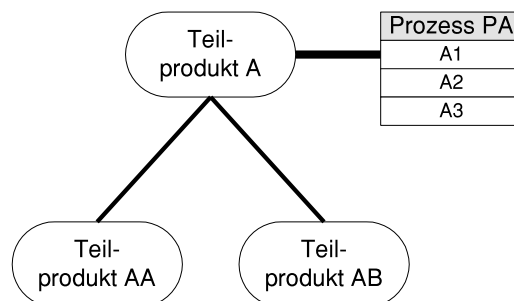 Teil-
produkt A
Prozess PA
A1
A2
A3
Teil-
produkt AA
Teil-
produkt AB